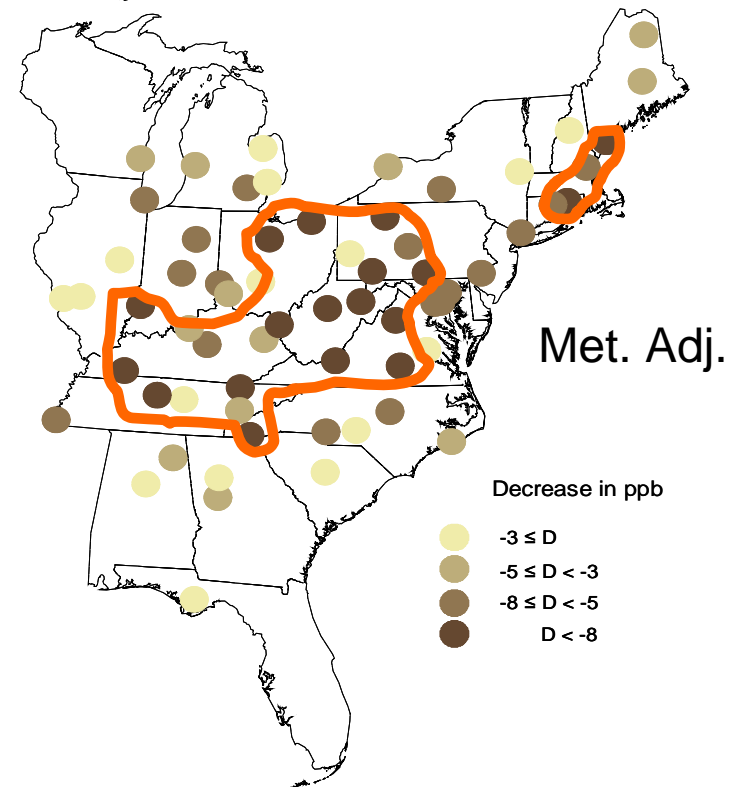 Met. Adj.
Decrease in ppb
-3 ≤ D
-5 ≤ D < -3
-8 ≤ D < -5
D < -8